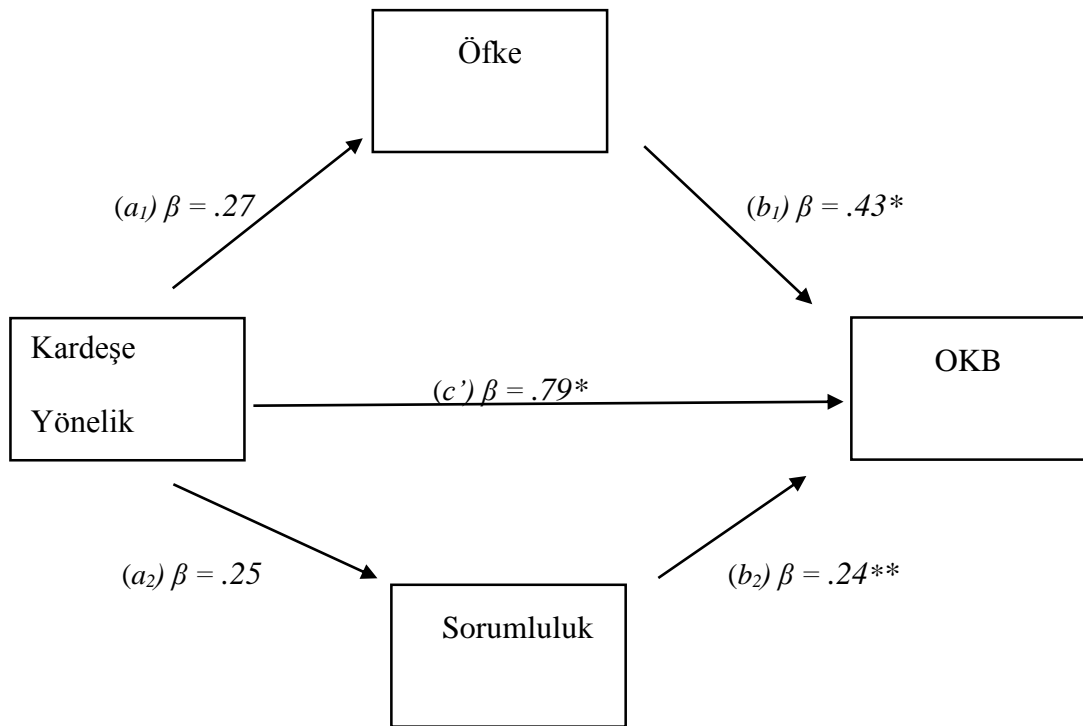 Öfke
(a₁) β = .27
(b₁) β = .43*
Kardeşe
Yönelik
(c’) β = .79*
OKB
(a₂) β = .25
(b₂) β = .24**
Sorumluluk